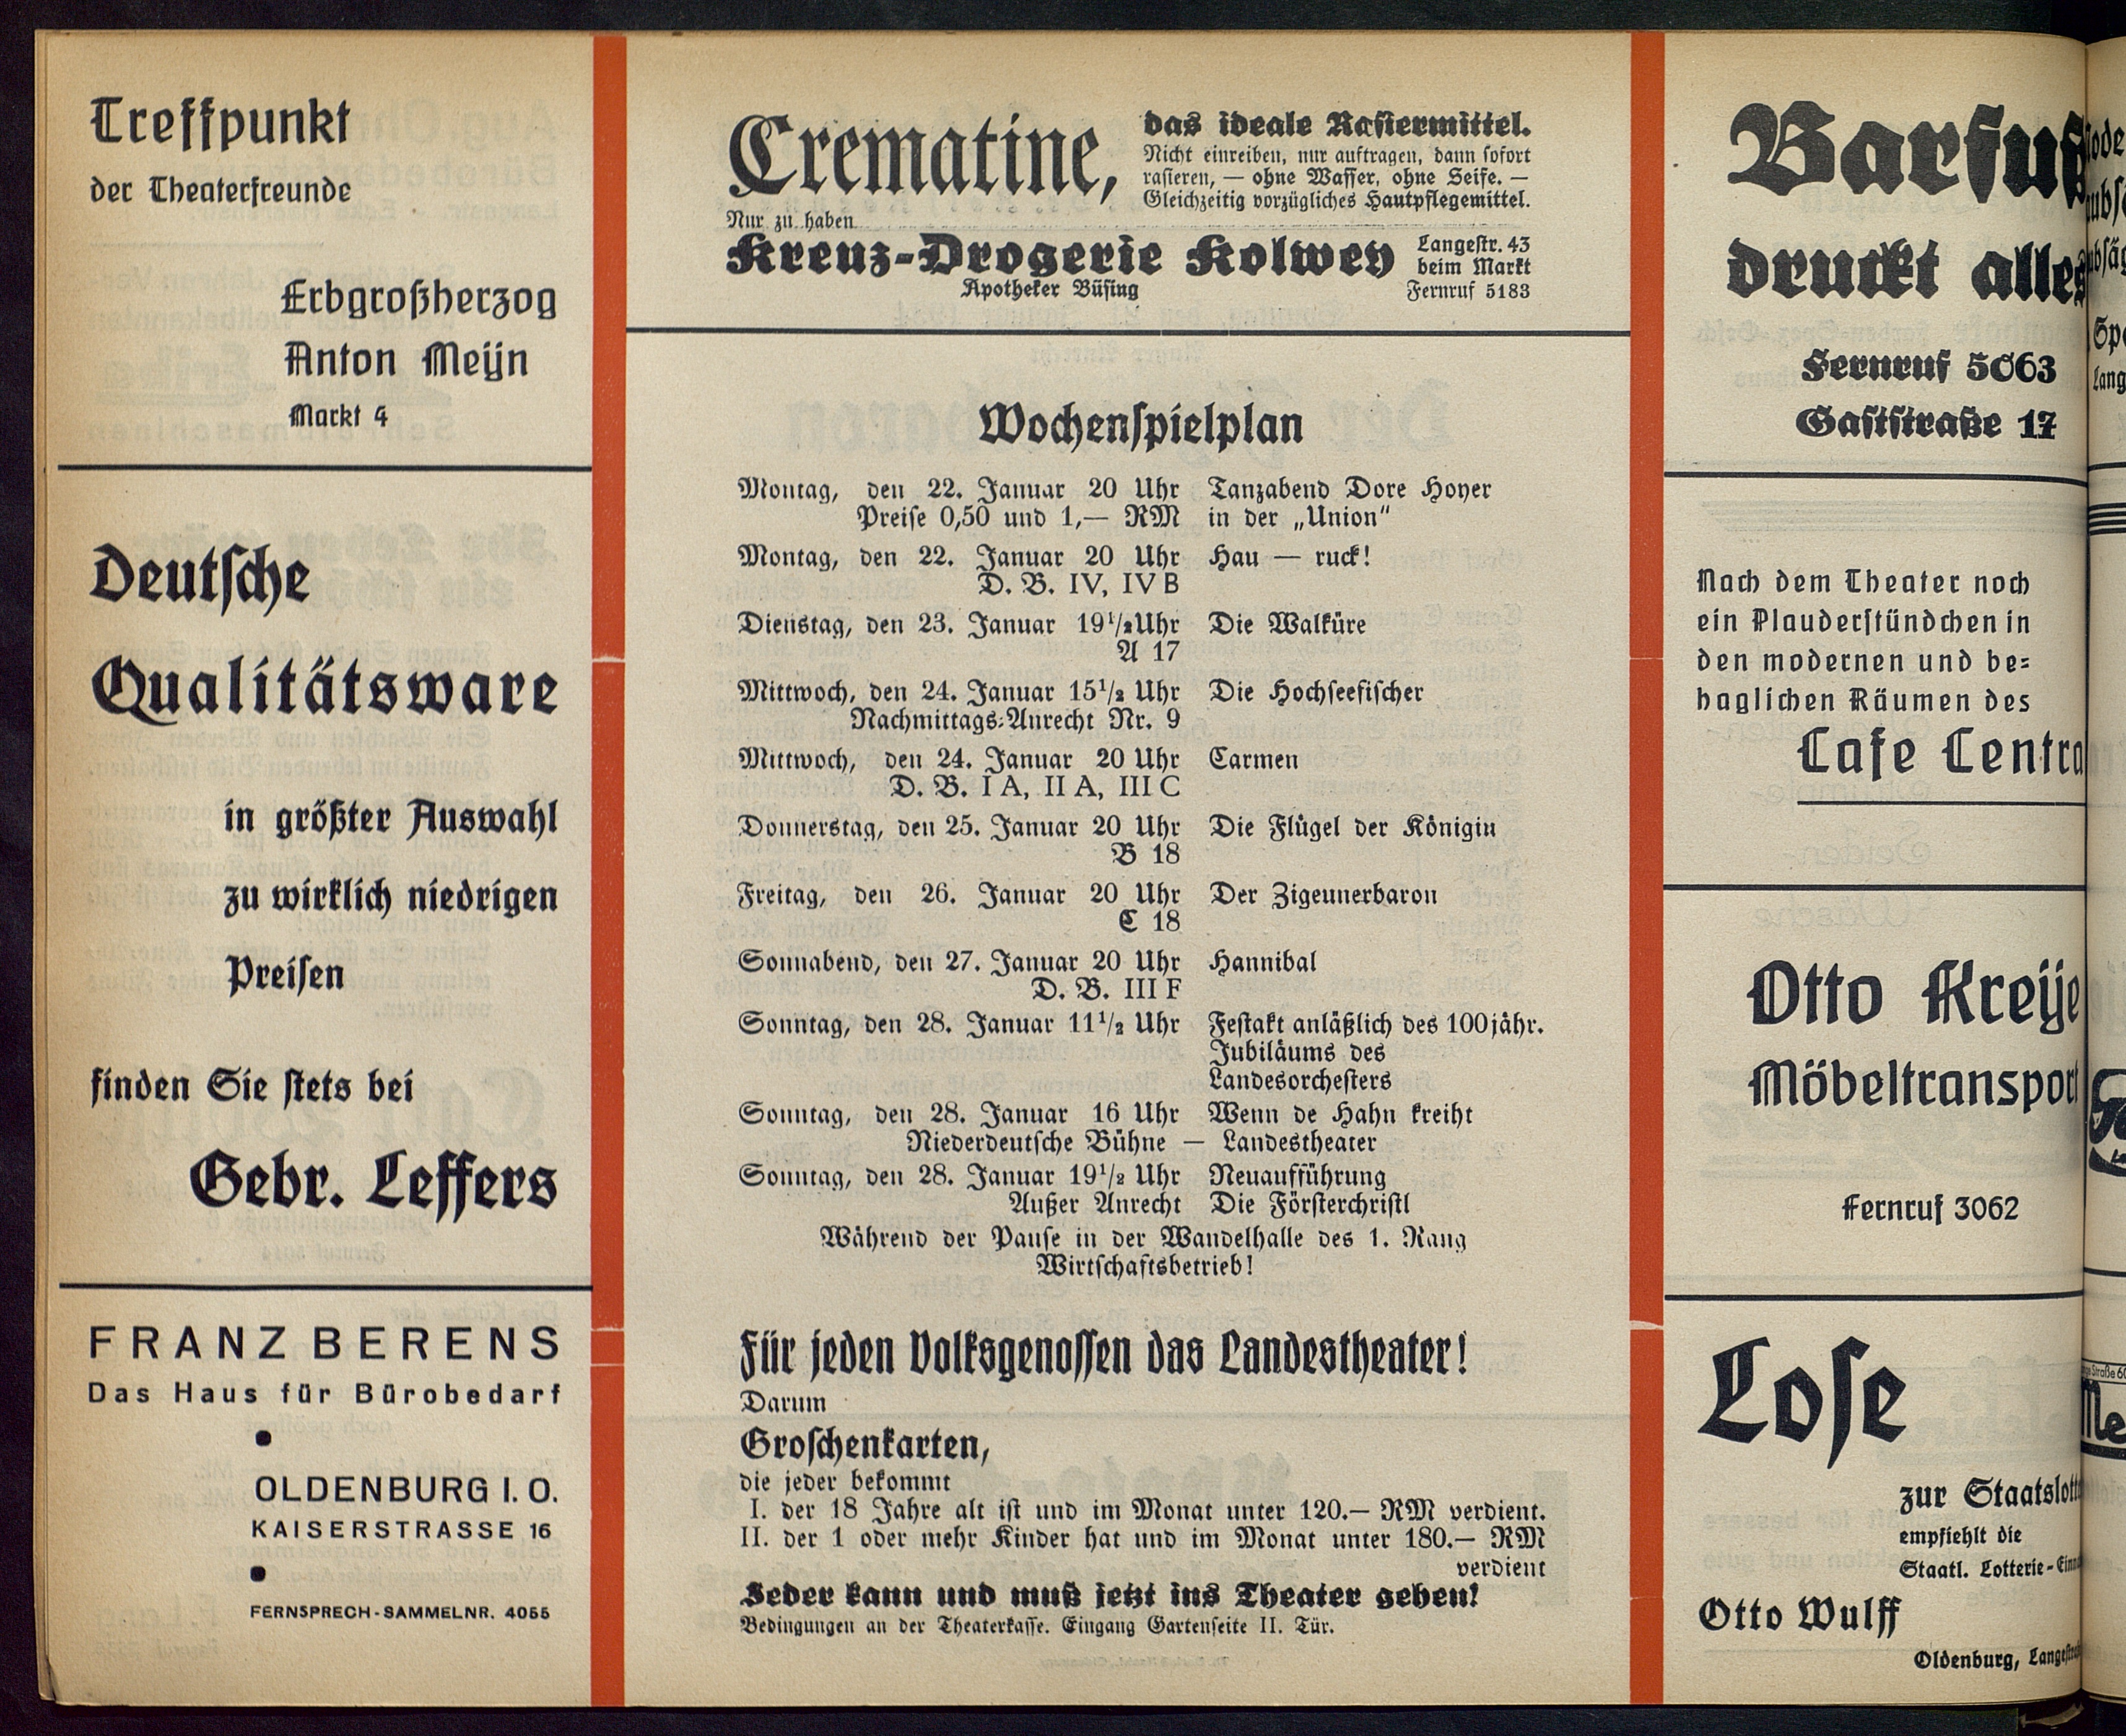 Treffpunkt
der Theaterfreunde
Erbgroßherzog
Anton Meijn
Markt 4
Deutsche
Qualitätsware
in größter Auswahl
zu wirklich niedrigen
Preisen
finden Sie stets bei
Gebr. Leffers
FRANZ BERENS
Das Haus für Bürobedarf
OLDENBURG I. O.
KAISERSTRASSE 16
FERNSPRECH-SAMMELNR. 4055
Crematine,
das ideale Rasiermittel.
Nicht einreiben, nur auftragen, dann sofort
rasieren, — ohne Wasser, ohne Seife. —
Gleichzeitig vorzügliches Hautpflegemittel.
Nur zu haben
Kreuz-Drogerie Kolwey
Apotheker Büsing
Langestr. 43
beim Markt
Fernruf 5183
Wochenspielplan
Montag, den 22. Januar 20 Uhr Tanzabend Dore Hoyer
Preise 0,50 und 1,— RM in der „Union“
Montag, den 22. Januar 20 Uhr Hau — ruck!
D. B. IV, IV B
Dienstag, den 23. Januar 19½ Uhr Die Walküre
A 17
Mittwoch, den 24. Januar 15½ Uhr Die Hochseefischer
Nachmittags-Anrecht Nr. 9
Mittwoch, den 24. Januar 20 Uhr Carmen
D. B. I A, II A, III C
Donnerstag, den 25. Januar 20 Uhr Die Flügel der Königin
B 18
Freitag, den 26. Januar 20 Uhr Der Zigeunerbaron
C 18
Sonnabend, den 27. Januar 20 Uhr Hannibal
D. B. III F
Sonntag, den 28. Januar 11½ Uhr Festakt anläßlich des 100jähr.
Jubiläums des
Landesorchesters
Sonntag, den 28. Januar 16 Uhr Wenn de Hahn kreiht
Niederdeutsche Bühne — Landestheater
Sonntag, den 28. Januar 19½ Uhr Neuaufführung
Außer Anrecht Die Försterchristl
Während der Pause in der Wandelhalle des 1. Rang
Wirtschaftsbetrieb!
Für jeden Volksgenossen das Landestheater!
Darum
Groschenkarten,
die jeder bekommt
I. der 18 Jahre alt ist und im Monat unter 120.— RM verdient.
II. der 1 oder mehr Kinder hat und im Monat unter 180.— RM
verdient
Jeder kann und muß jetzt ins Theater gehen!
Bedingungen an der Theaterkasse. Eingang Gartenseite II. Tür.
Barfuß
druckt alles
Fernruf 5063
Gaststraße 17
Nach dem Theater noch
ein Plauderstündchen in
den modernen und be-
haglichen Räumen des
Cafe Centra
Otto Kreye
Möbeltransport
Fernruf 3062
Lose
zur Staatslott
empfiehlt die
Staatl. Lotterie-Ein
Otto Wulff
Oldenburg, Langestr